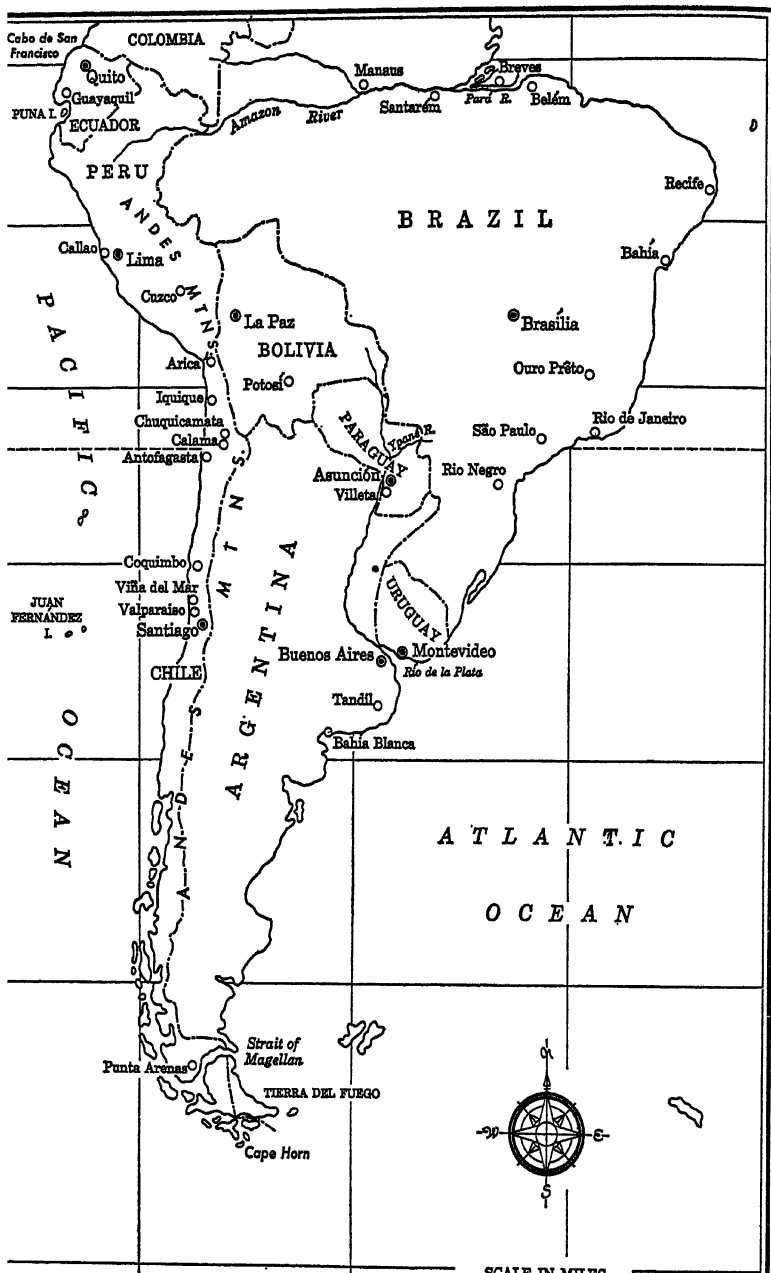 Cabo de San
Francisco
COLOMBIA
Quito
Guayaquil
PUNA I.
ECUADOR
Manaus
Breves
Santarém
Pará R.
Belém
Amazon River
PERU
Recife
ANDES MTNS.
BRAZIL
Callao
Lima
Bahía
Cuzco
La Paz
Brasília
BOLIVIA
Arica
Potosí
Ouro Prêto
Iquique
Chuquicamata
PARAGUAY
Ypané R.
São Paulo
Rio de Janeiro
Calama
Antofagasta
Asunción
Villeta
Rio Negro
PACIFIC
OCEAN
Coquimbo
Viña del Mar
JUAN
FERNÁNDEZ
I.
Valparaiso
Santiago
URUGUAY
Buenos Aires
Montevideo
Río de la Plata
CHILE
ARGENTINA
Tandil
Bahia Blanca
ANDES MTNS.
ATLANTIC
OCEAN
Strait of
Magellan
Punta Arenas
TIERRA DEL FUEGO
Cape Horn
N
W
E
S
SCALE IN MILES